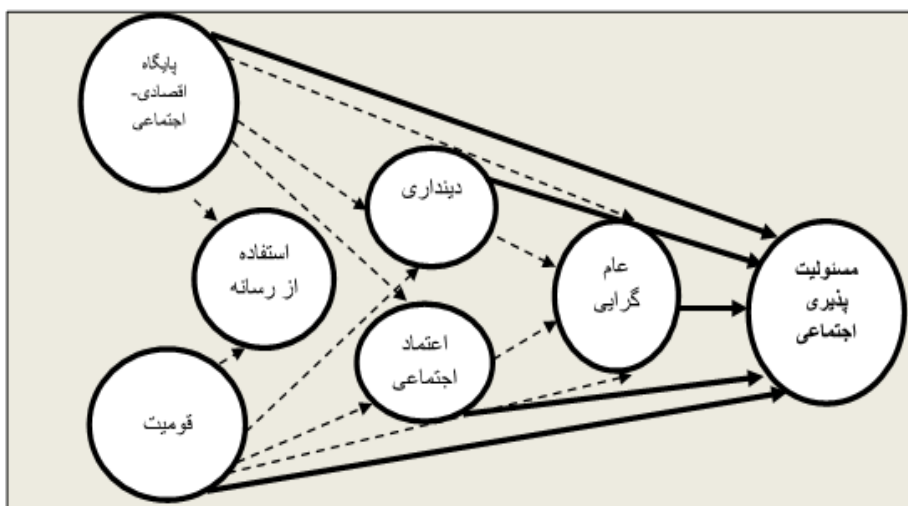 پایگاه
اقتصادی-
اجتماعی
دینداری
استفاده
از رسانه
عام
گرایی
مسئولیت
پذیری
اجتماعی
اعتماد
اجتماعی
قومیت